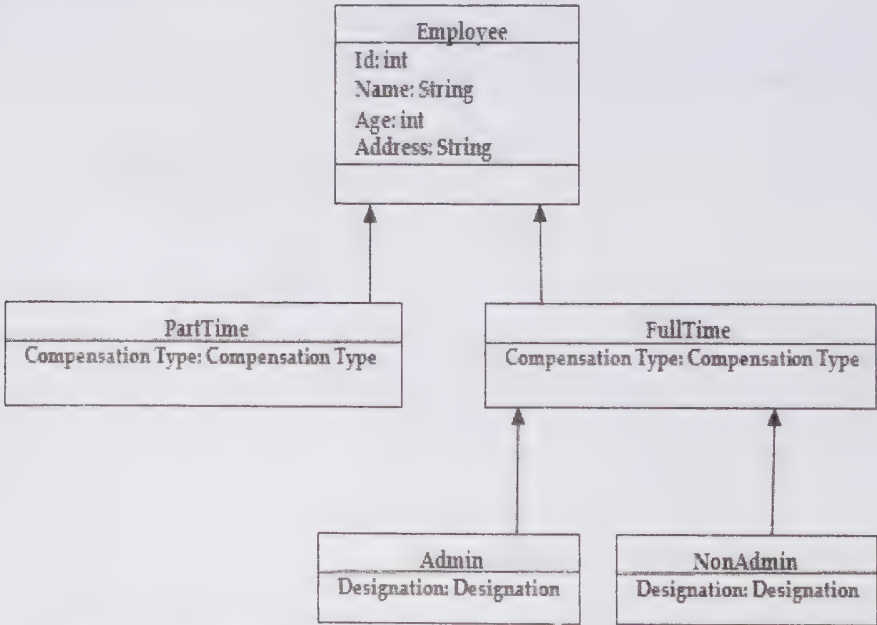 Employee
Id: int
Name: String
Age: int
Address: String
PartTime
Compensation Type: Compensation Type
FullTime
Compensation Type: Compensation Type
Admin
Designation: Designation
NonAdmin
Designation: Designation